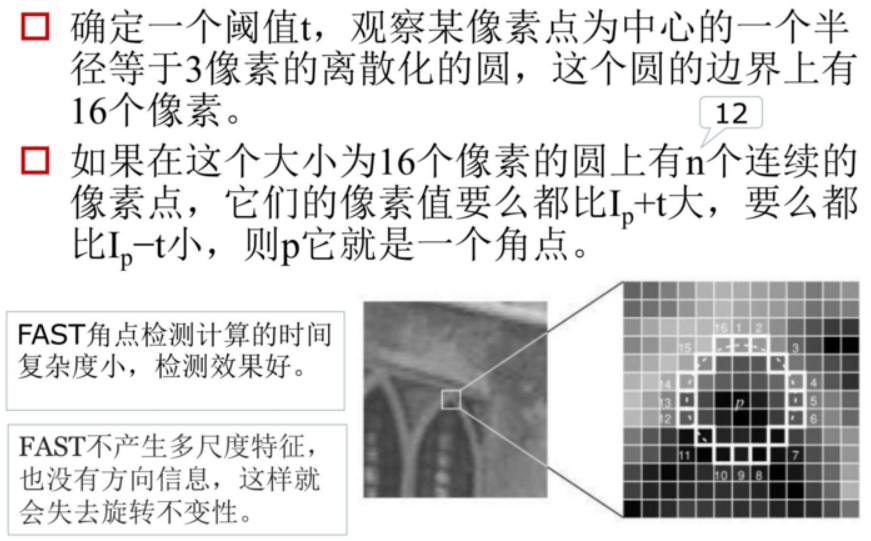 确定一个阈值t，观察某像素点为中心的一个半
径等于3像素的离散化的圆，这个圆的边界上有
16个像素。
12
如果在这个大小为16个像素的圆上有n个连续的
像素点，它们的像素值要么都比Ip+t大，要么都
比Ip−t小，则p它就是一个角点。
FAST角点检测计算的时间
复杂度小，检测效果好。
FAST不产生多尺度特征，
也没有方向信息，这样就
会失去旋转不变性。
16 1 2
15 3
14 4
13 p 5
12 6
11 7
10 9 8